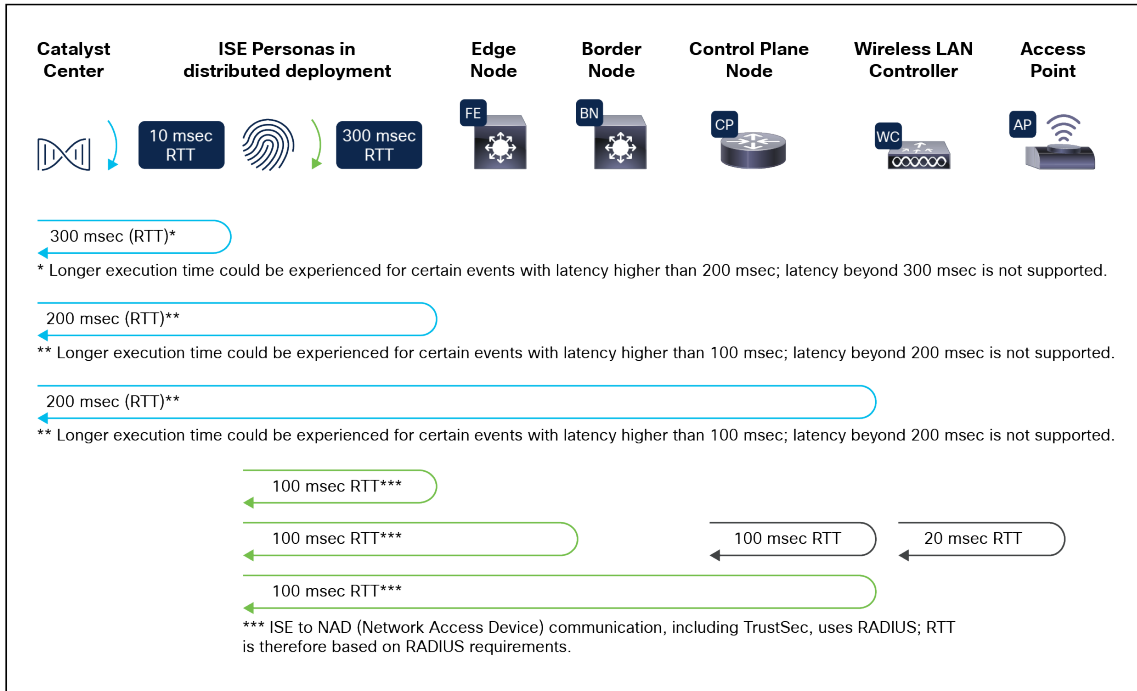 Catalyst
Center
ISE Personas in
distributed deployment
Edge
Node
Border
Node
Control Plane
Node
Wireless LAN
Controller
Access
Point
10 msec
RTT
300 msec
RTT
FE
BN
CP
WC
AP
300 msec (RTT)*
* Longer execution time could be experienced for certain events with latency higher than 200 msec; latency beyond 300 msec is not supported.
200 msec (RTT)**
** Longer execution time could be experienced for certain events with latency higher than 100 msec; latency beyond 200 msec is not supported.
200 msec (RTT)**
** Longer execution time could be experienced for certain events with latency higher than 100 msec; latency beyond 200 msec is not supported.
100 msec RTT***
100 msec RTT***
100 msec RTT
20 msec RTT
100 msec RTT***
*** ISE to NAD (Network Access Device) communication, including TrustSec, uses RADIUS; RTT
is therefore based on RADIUS requirements.